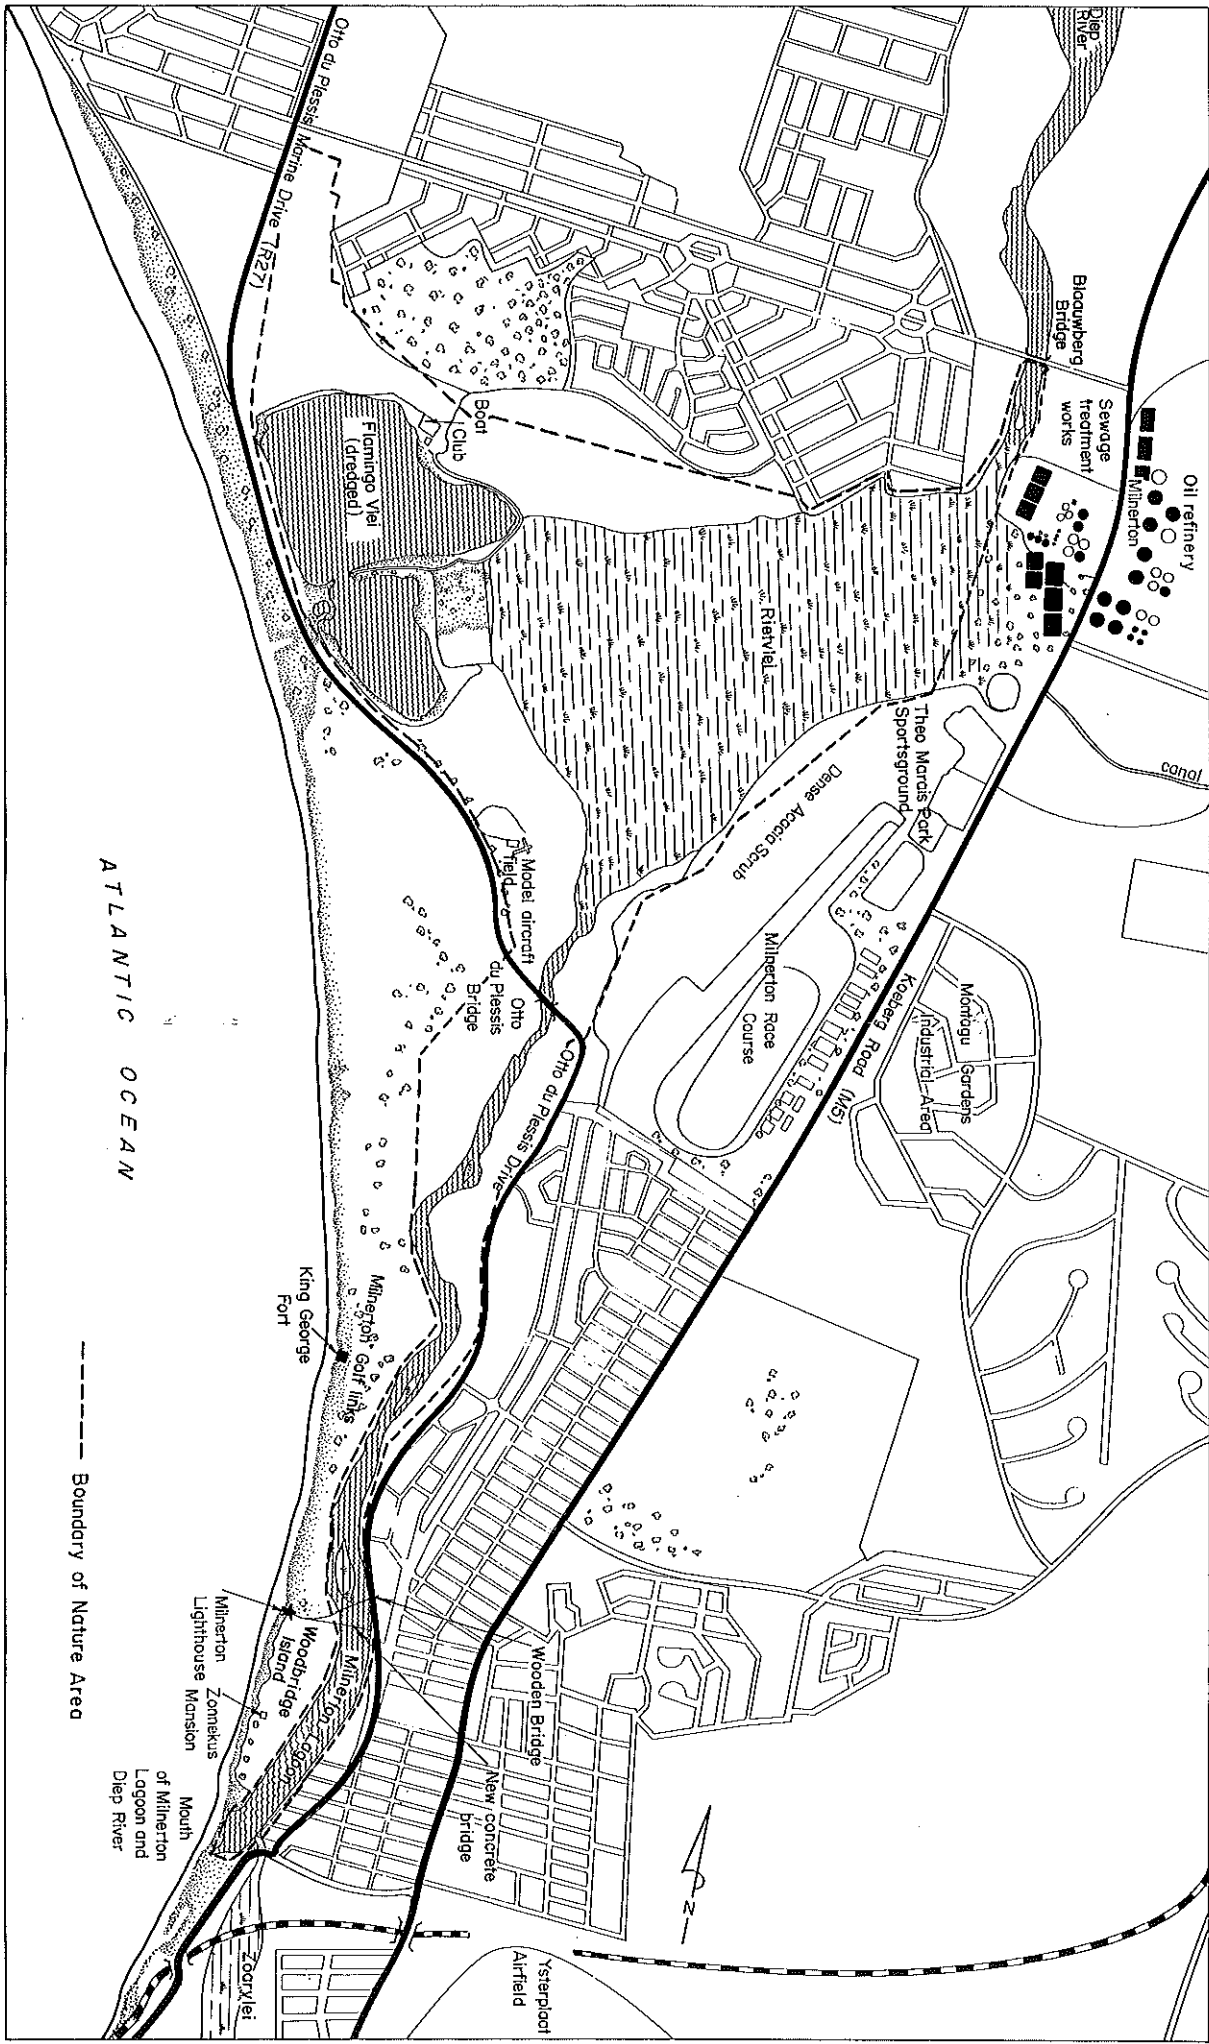 Diep
River
Otto du Plessis Marine Drive (R27)
Blaauwberg
Bridge
Sewage
treatment
works
Oil refinery
Milnerton
Boat
Club
Flamingo Vlei
(dredged)
Rietvlei
Pl
canal
Theo Marais Park
Sportsground
Dense Acacia Scrub
Model aircraft
field
Milnerton Race
Course
Koeberg Road (M5)
Montagu Gardens
Industrial Area
Otto
du Plessis
Bridge
Otto du Plessis Drive
ATLANTIC OCEAN
King George
Fort
Milnerton Golf links
Milnerton
Lighthouse
Woodbridge
Island
Zonnekus
Mansion
Milnerton Lagoon
Wooden Bridge
New concrete
bridge
Mouth
of Milnerton
Lagoon and
Diep River
N
Ysterplaat
Airfield
Zoarvlei
Boundary of Nature Area